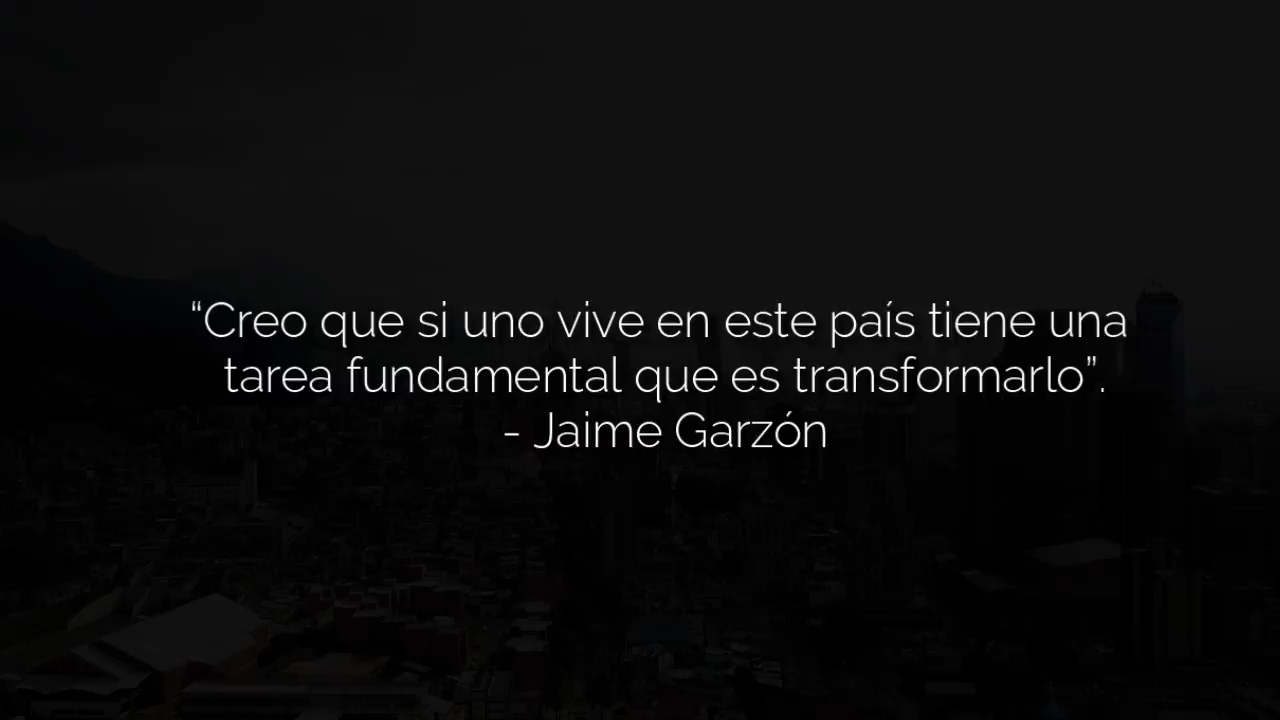 “Creo que si uno vive en este país tiene una
tarea fundamental que es transformarlo”.
- Jaime Garzón